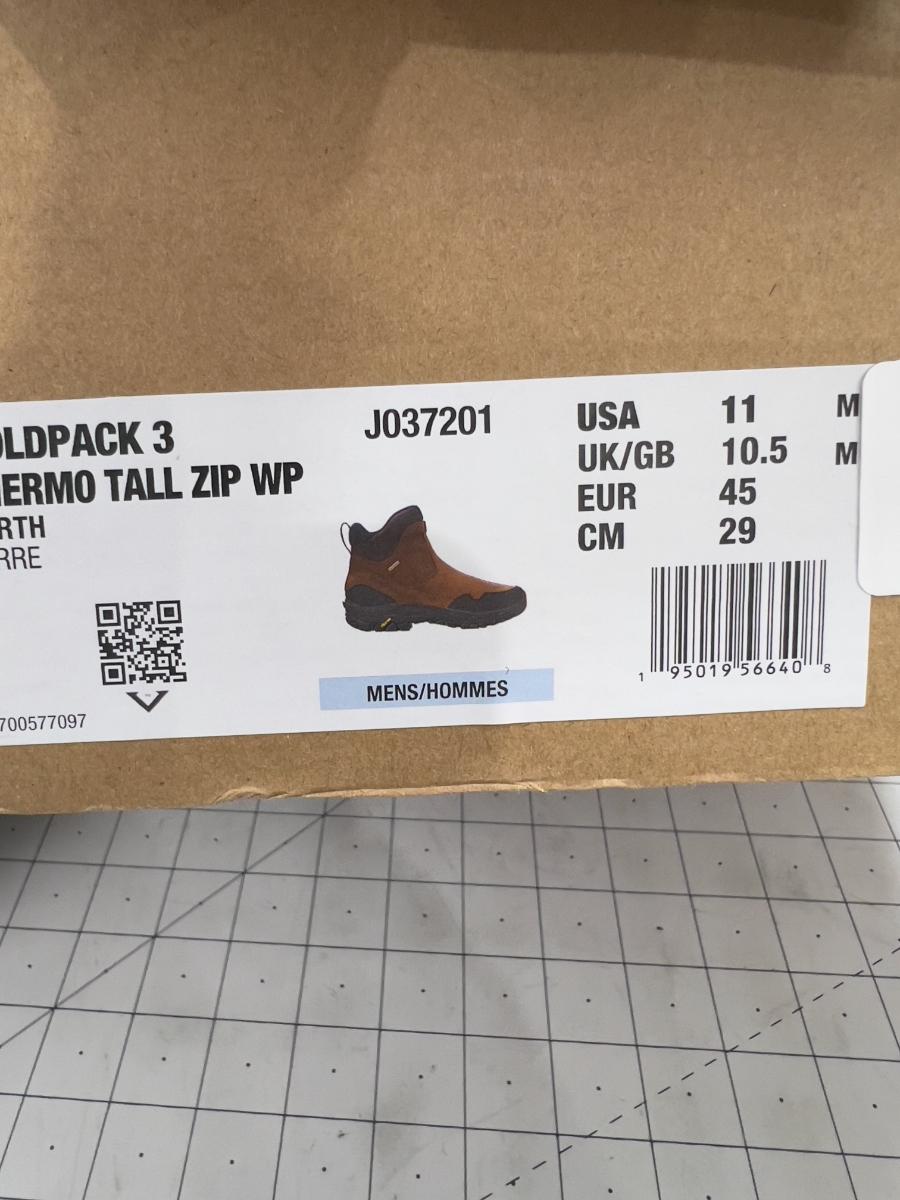 OLDPACK 3
ERMO TALL ZIP WP
RTH
RRE
700577097
J037201
MENS/HOMMES
USA 11 M
UK/GB 10.5 M
EUR 45
CM 29
1 95019 56640 8